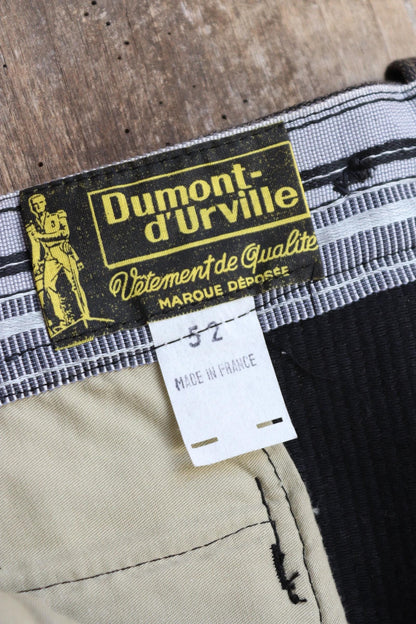 Dumont-
d'Urville
Vêtement de Qualité
MARQUE DÉPOSÉE
52
MADE IN FRANCE